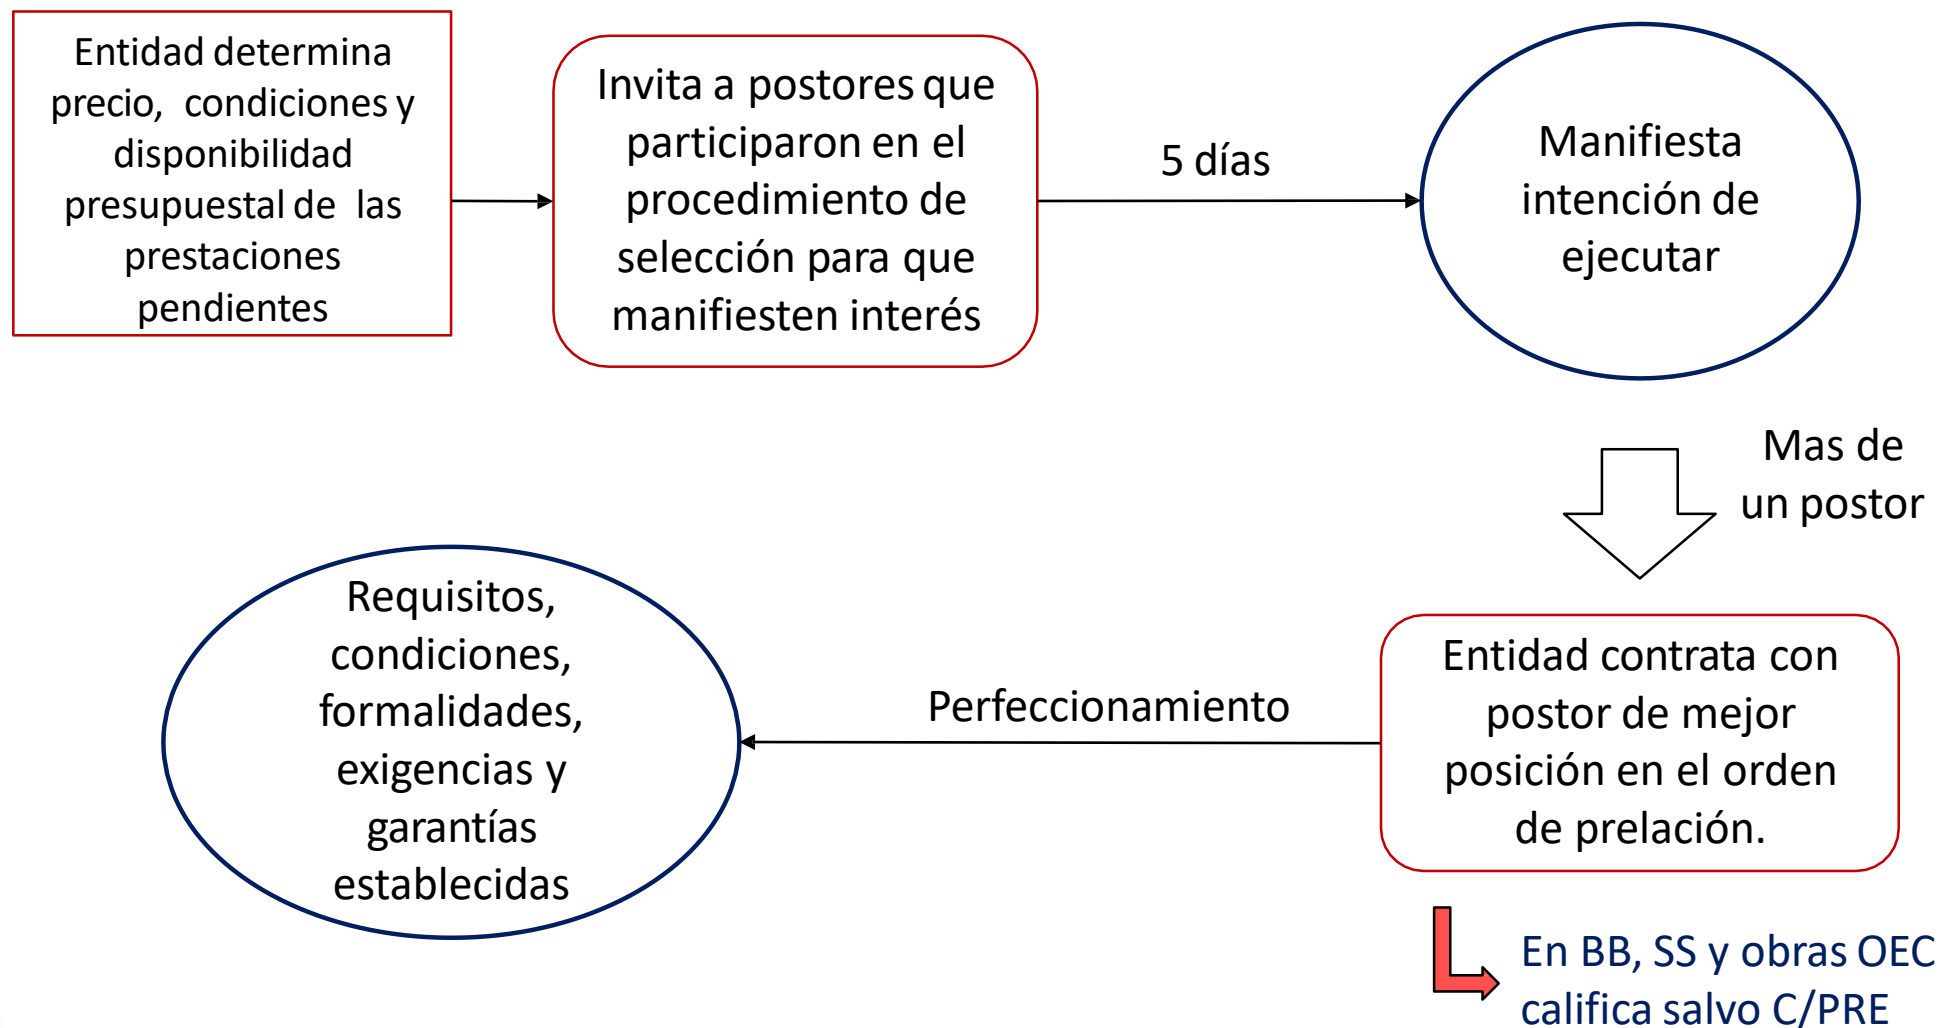 Entidad determina
precio, condiciones y
disponibilidad
presupuestal de las
prestaciones
pendientes
Invita a postores que
participaron en el
procedimiento de
selección para que
manifiesten interés
5 días
Manifiesta
intención de
ejecutar
Mas de
un postor
Entidad contrata con
postor de mejor
posición en el orden
de prelación.
En BB, SS y obras OEC
califica salvo C/PRE
Perfeccionamiento
Requisitos,
condiciones,
formalidades,
exigencias y
garantías
establecidas